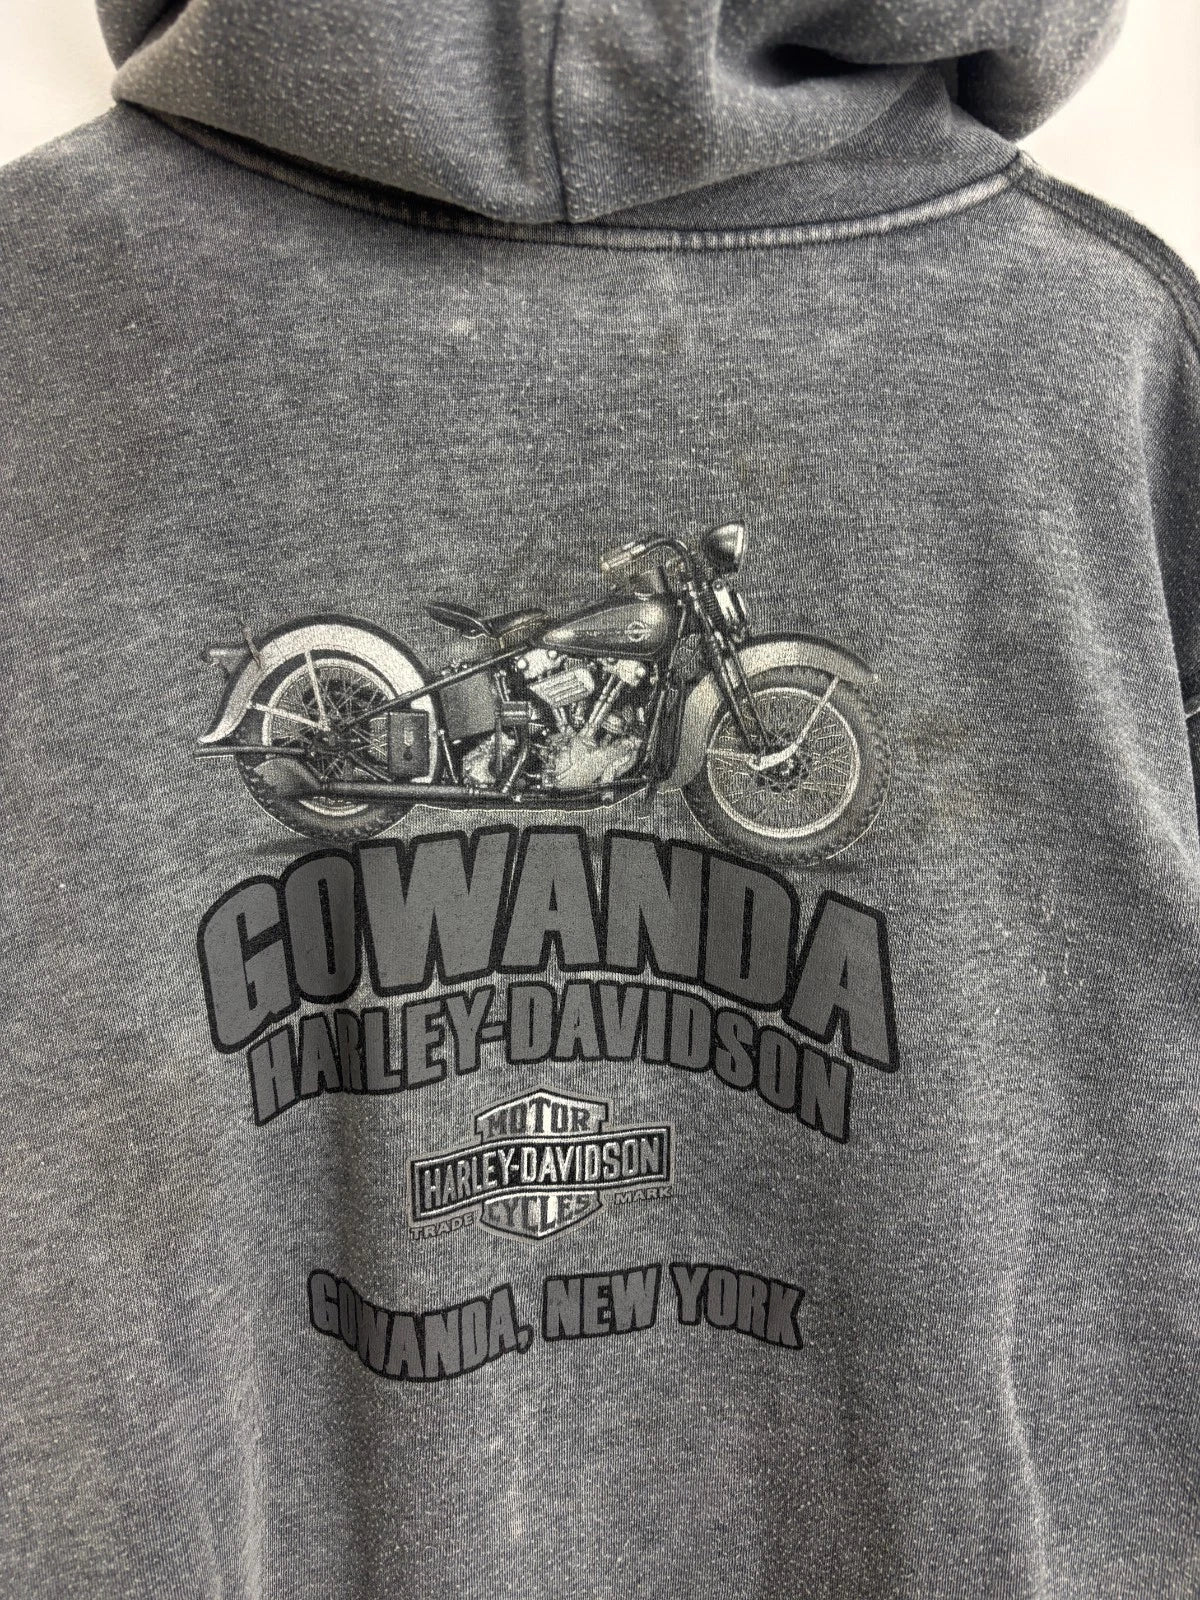 GOWANDA
HARLEY-DAVIDSON
MOTOR
HARLEY-DAVIDSON
CYCLES
TRADE MARK
GOWANDA, NEW YORK